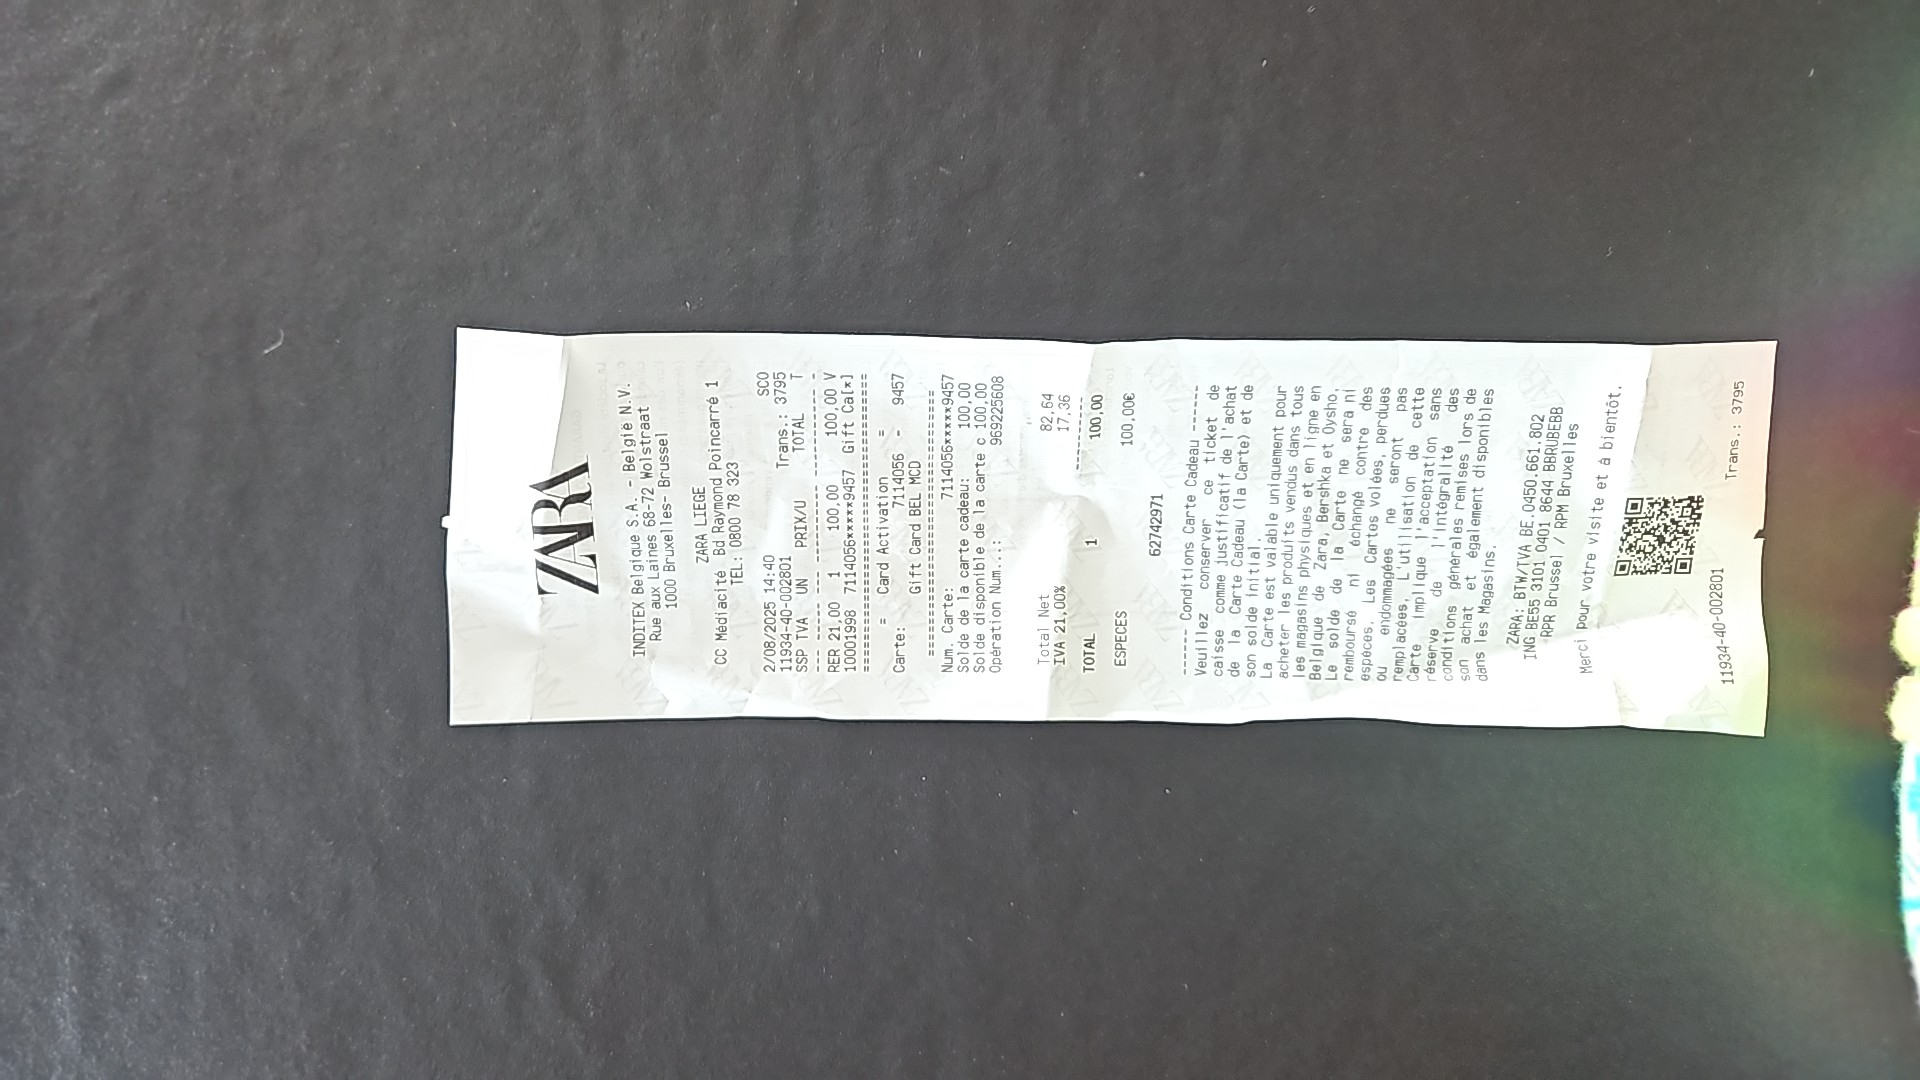 ZARA
INDITEX Belgique S.A. - België N.V.
Rue aux Laines 68-72 Wolstraat
1000 Bruxelles- Brussel
ZARA LIEGE
CC Médiacité Bd Raymond Poincarré 1
TEL: 0800 78 323
SCO
2/08/2025 14:40
11934-40-002801 Trans.: 3795
SSP TVA UN PRIX/U TOTAL T
RER 21,00 1 100,00 100,00 V
10001998 7114056******9457 Gift Ca[*]
= Card Activation =
Carte: 7114056 - 9457
Gift Card BEL MCD
Num. Carte: 7114056******9457
Solde de la carte cadeau: 100,00
Solde disponible de la carte c 100,00
Opération Num...: 969225608
Total Net 82,64
IVA 21,00% 17,36
TOTAL 1 100,00
ESPECES 100,00€
62742971
------ Conditions Carte Cadeau ------
Veuillez conserver ce ticket de
caisse comme justificatif de l'achat
de la Carte Cadeau (la Carte) et de
son solde initial.
La Carte est valable uniquement pour
acheter les produits vendus dans tous
les magasins physiques et en ligne en
Belgique de Zara, Bershka et Oysho.
Le solde de la Carte ne sera ni
remboursé ni échangé contre des
espèces. Les Cartes volées, perdues
ou endommagées ne seront pas
remplacées, L'utilisation de cette
Carte implique l'acceptation sans
réserve de l'intégralité des
conditions générales remises lors de
son achat et également disponibles
dans les Magasins.
ZARA: BTW/TVA BE.0450.661.802
ING BE55 3101 0401 8644 BBRUBEBB
RPR Brussel / RPM Bruxelles
Merci pour votre visite et à bientôt.
11934-40-002801 Trans.: 3795